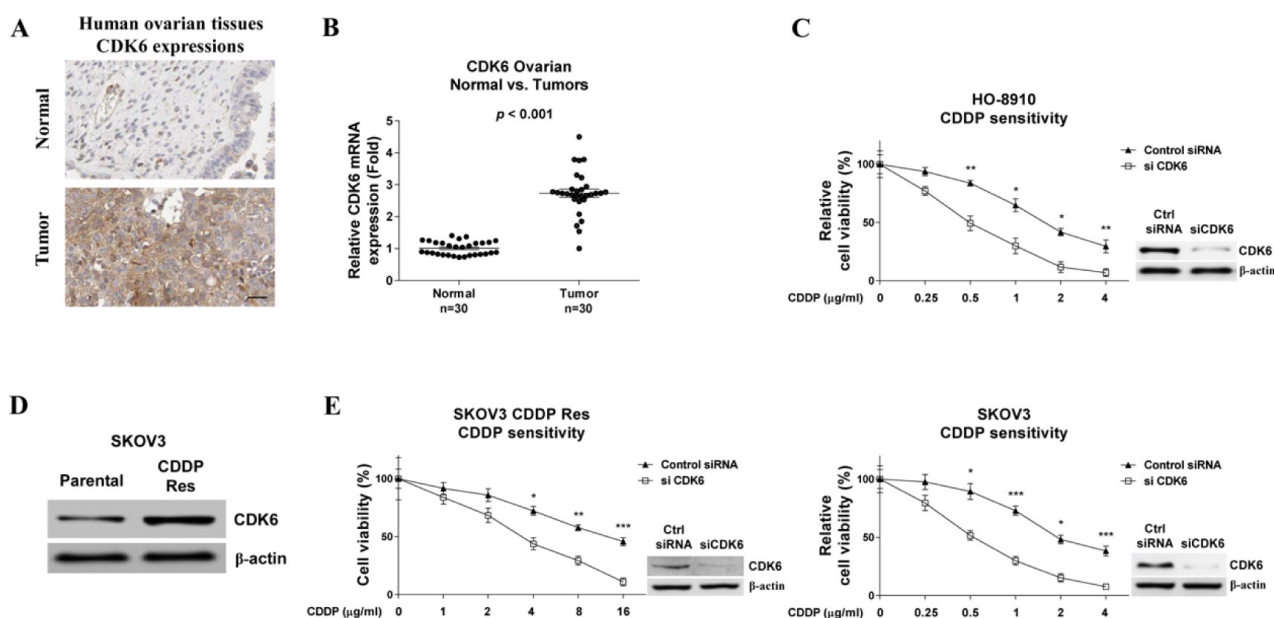 A
Human ovarian tissues
CDK6 expressions
Normal
Tumor
B
CDK6 Ovarian
Normal vs. Tumors
p < 0.001
Relative CDK6 mRNA
expression (Fold)
5
4
3
2
1
0
Normal
n=30
Tumor
n=30
C
HO-8910
CDDP sensitivity
Control siRNA
si CDK6
Relative
cell viability (%)
100
50
0
**
*
*
**
CDDP (μg/ml)
0 0.25 0.5 1 2 4
Ctrl
siRNA siCDK6
CDK6
β-actin
D
SKOV3
Parental
CDDP
Res
CDK6
β-actin
E
SKOV3 CDDP Res
CDDP sensitivity
Control siRNA
si CDK6
Cell viability (%)
100
50
0
*
**
***
CDDP (μg/ml)
0 1 2 4 8 16
Ctrl
siRNA siCDK6
CDK6
β-actin
SKOV3
CDDP sensitivity
Control siRNA
si CDK6
Relative
cell viability (%)
100
50
0
*
***
*
***
CDDP (μg/ml)
0 0.25 0.5 1 2 4
Ctrl
siRNA siCDK6
CDK6
β-actin